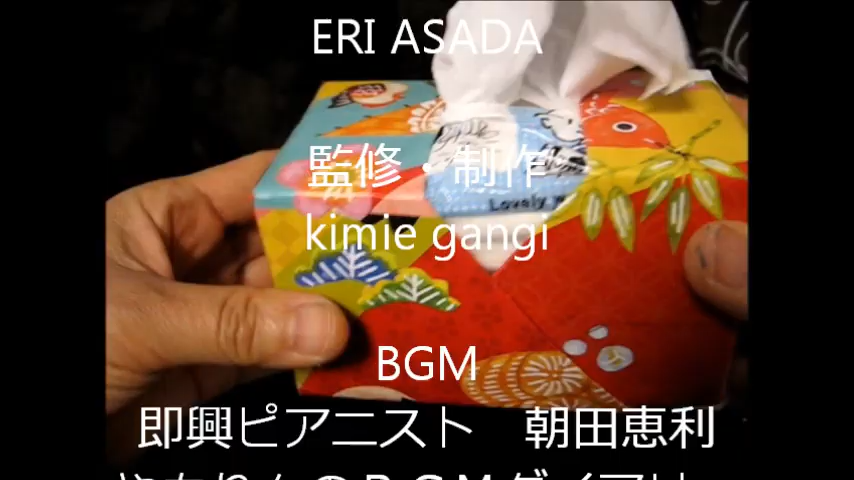 ERI ASADA
監修・制作
Lovely
kimie gangi
BGM
即興ピアニスト　朝田恵利